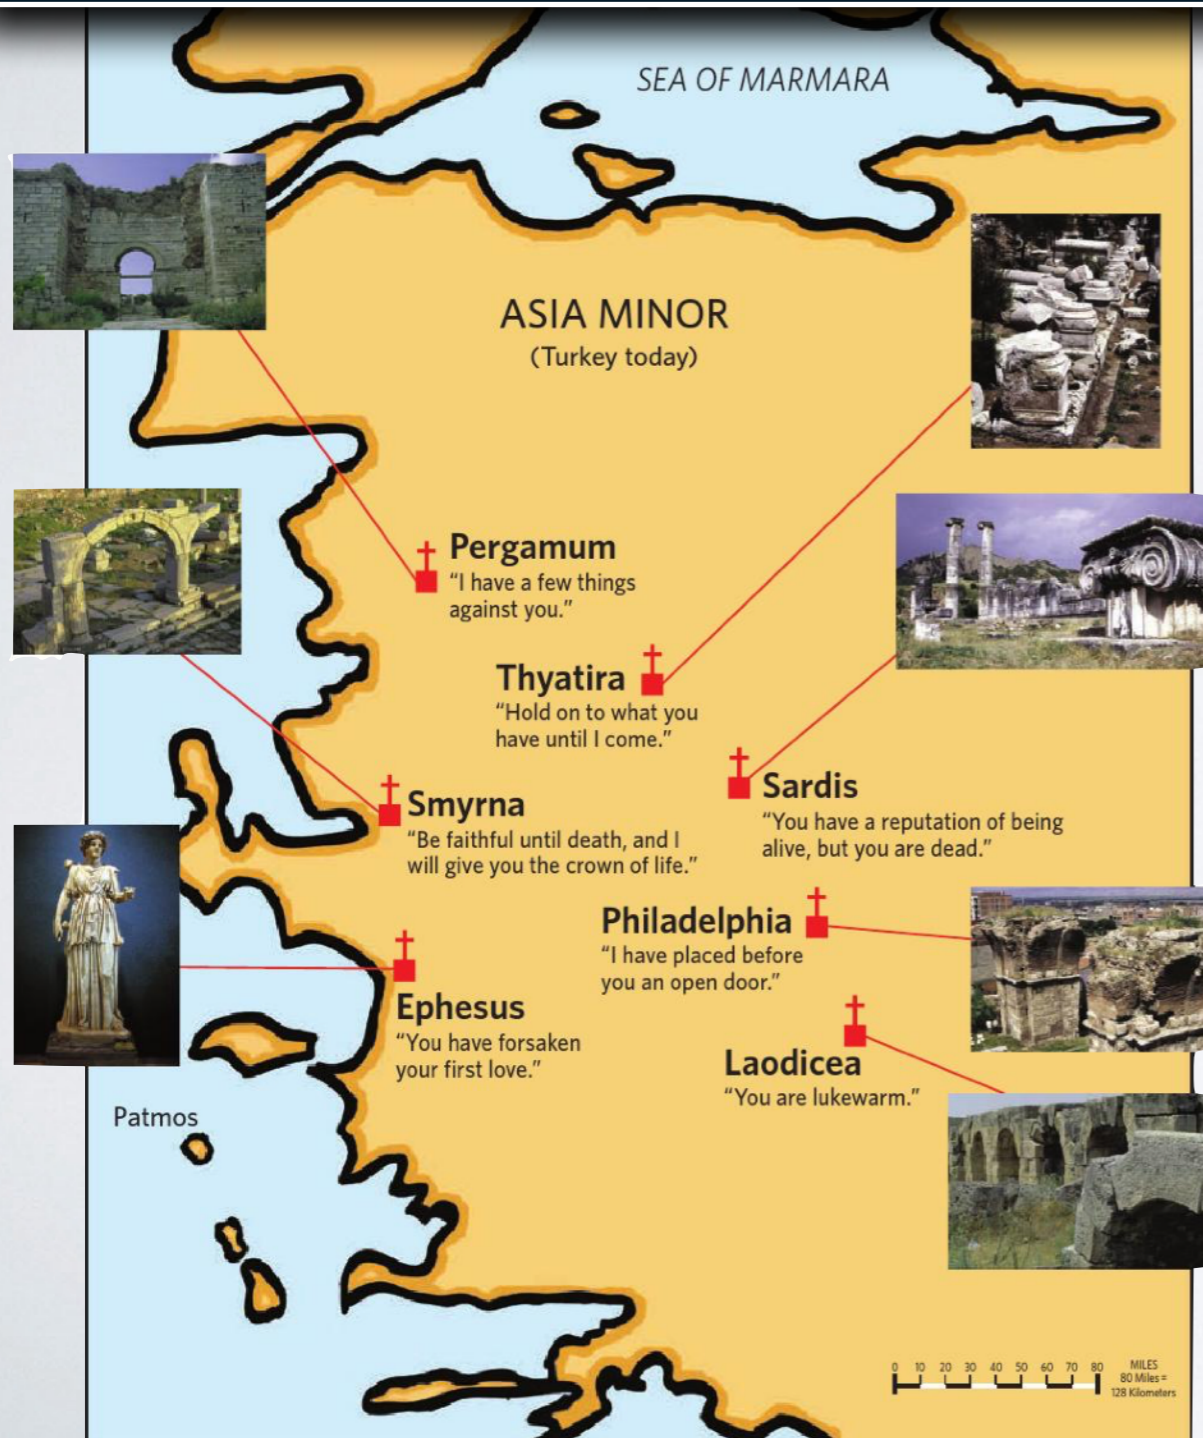 SEA OF MARMARA
ASIA MINOR
(Turkey today)
Pergamum
“I have a few things
against you.”
Thyatira
“Hold on to what you
have until I come.”
Sardis
“You have a reputation of being
alive, but you are dead.”
Smyrna
“Be faithful until death, and I
will give you the crown of life.”
Philadelphia
“I have placed before
you an open door.”
Ephesus
“You have forsaken
your first love.”
Laodicea
“You are lukewarm.”
Patmos
0 10 20 30 40 50 60 70 80
MILES
80 Miles =
128 Kilometers